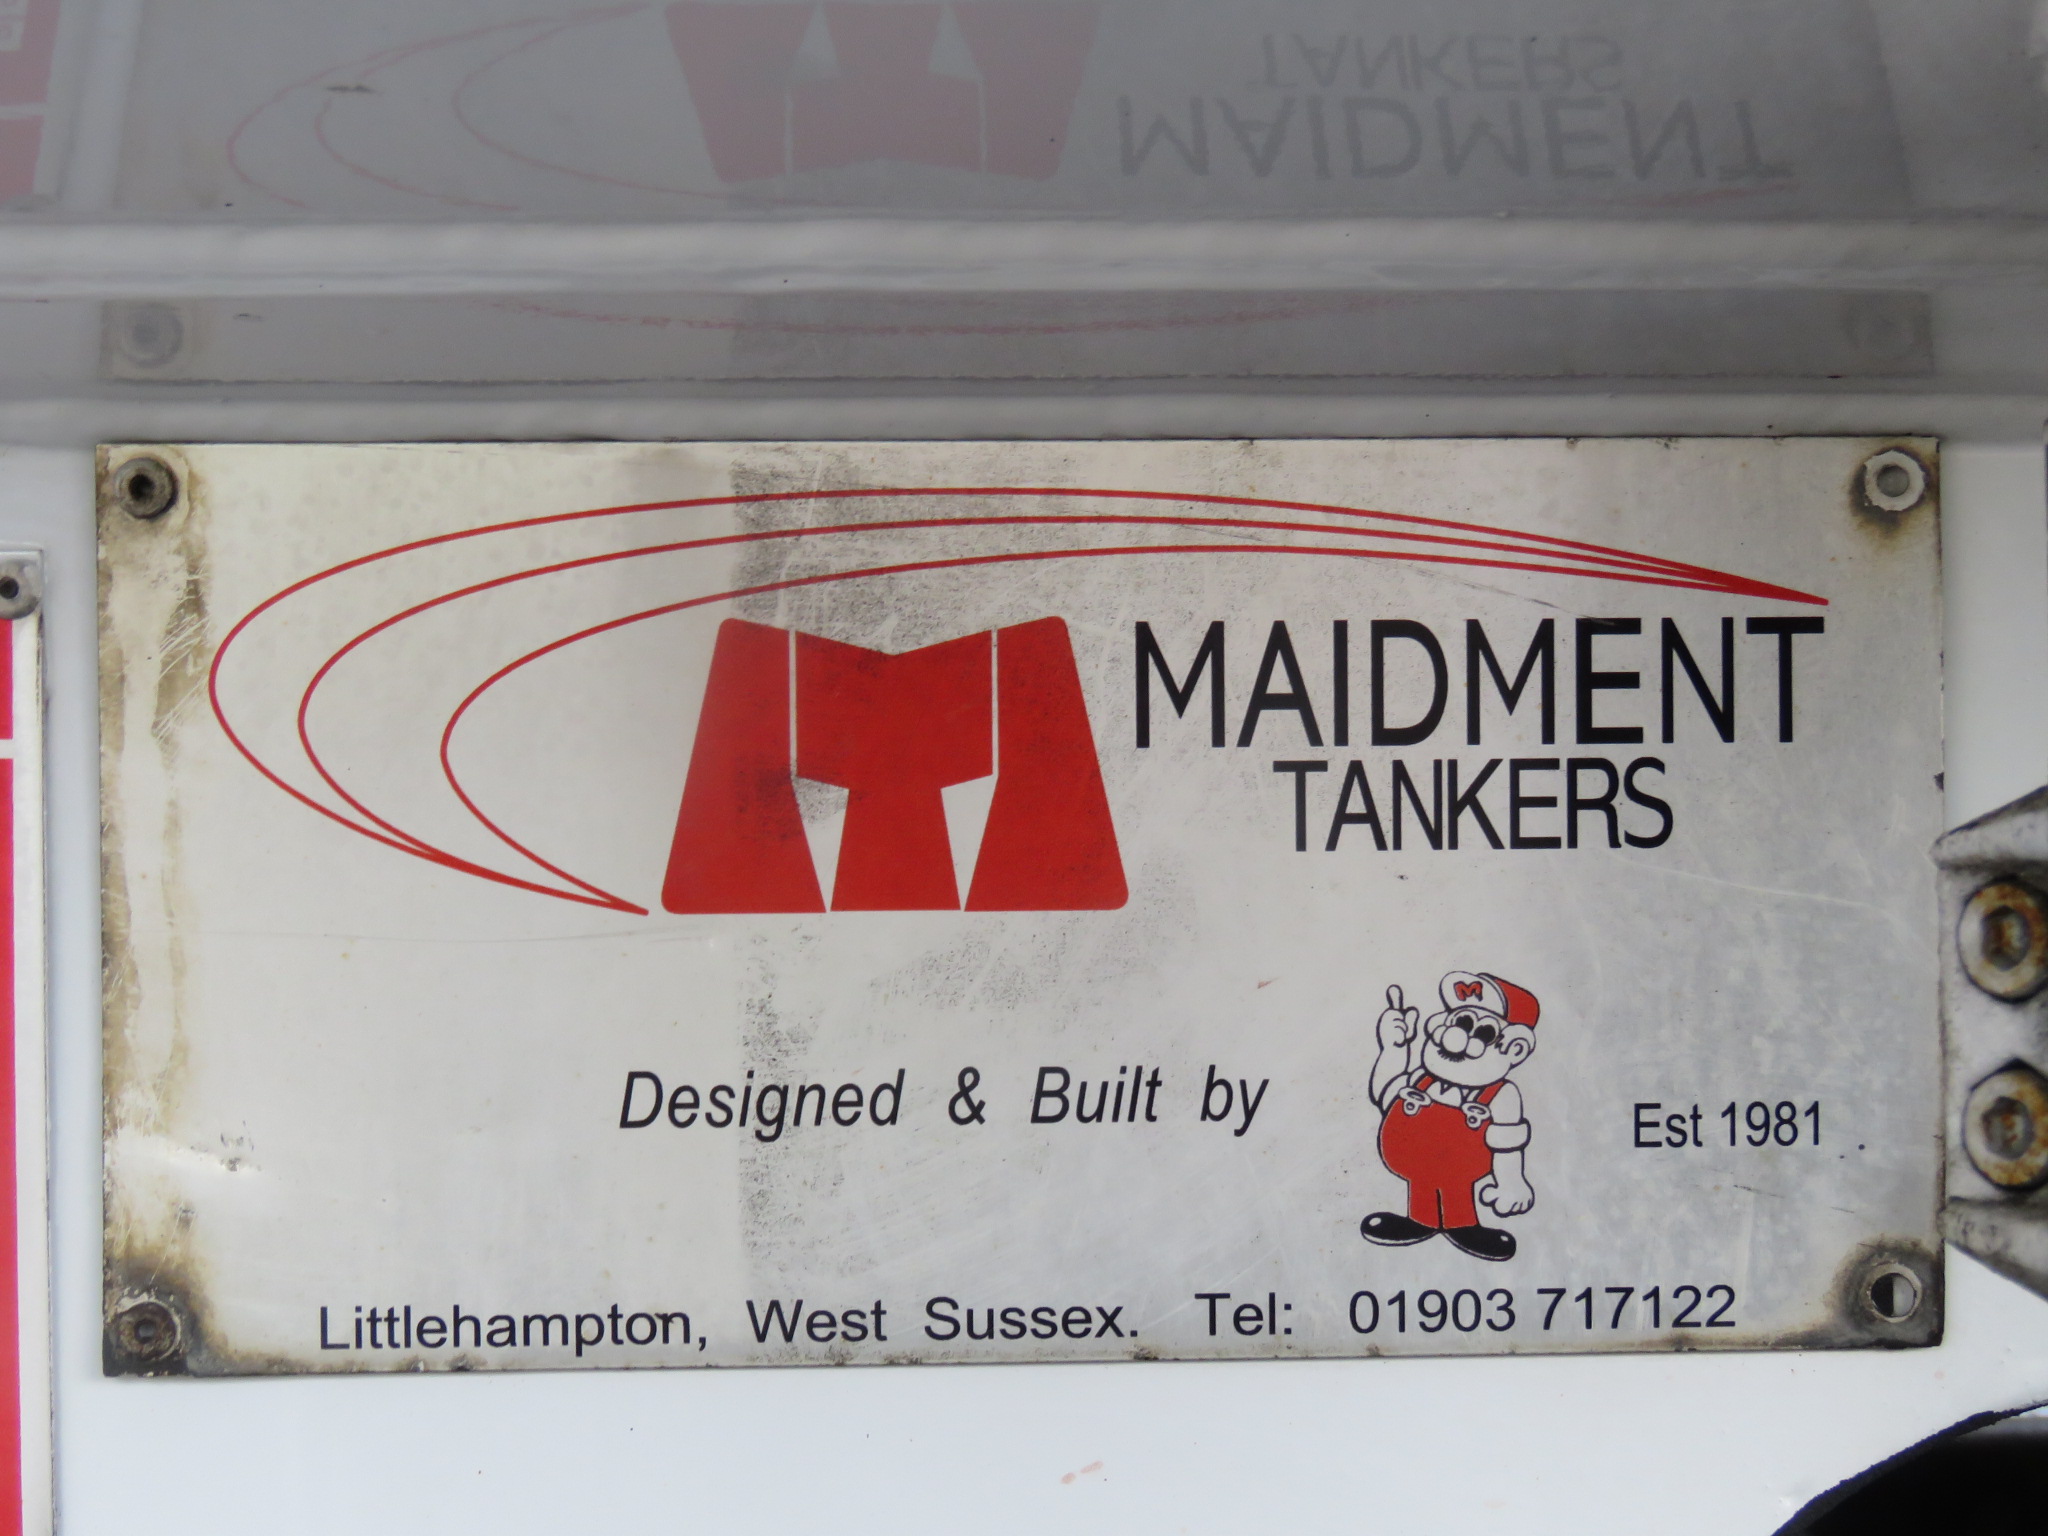 MAIDMENT
TANKERS
Designed & Built by
M
Est 1981
Littlehampton, West Sussex. Tel: 01903 717122